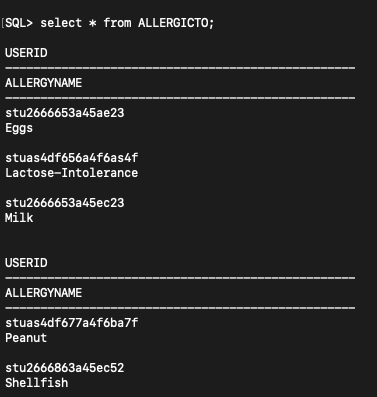 [SQL> select * from ALLERGICTO;
USERID
--------------------------------------------------
ALLERGYNAME
--------------------------------------------------
stu2666653a45ae23
Eggs
stuas4df656a4f6as4f
Lactose-Intolerance
stu2666653a45ec23
Milk
USERID
--------------------------------------------------
ALLERGYNAME
--------------------------------------------------
stuas4df677a4f6ba7f
Peanut
stu2666863a45ec52
Shellfish